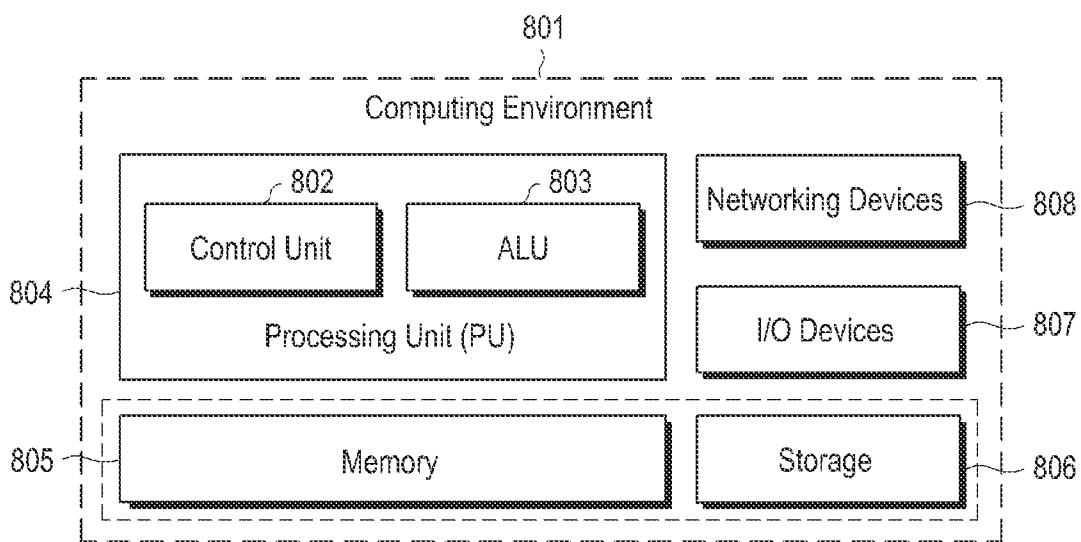 801
Computing Environment
802
803
Control Unit
ALU
Networking Devices
808
804
Processing Unit (PU)
I/O Devices
807
805
Memory
Storage
806